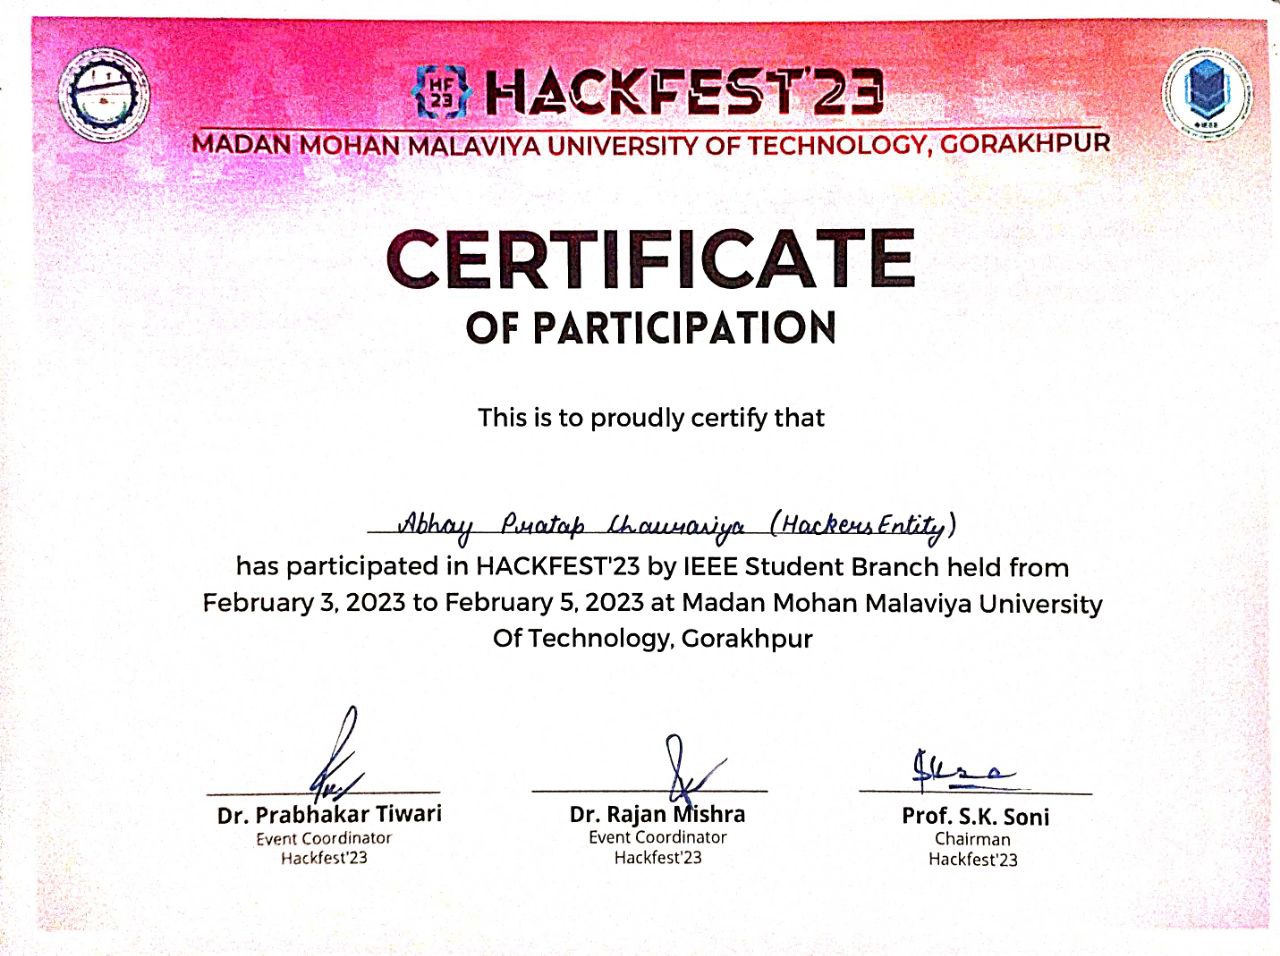 HF
23
HACKFEST'23
MADAN MOHAN MALAVIYA UNIVERSITY OF TECHNOLOGY, GORAKHPUR
CERTIFICATE
OF PARTICIPATION
This is to proudly certify that
Abhay Pratap Chaurasiya (Hackers Entity)
has participated in HACKFEST'23 by IEEE Student Branch held from
February 3, 2023 to February 5, 2023 at Madan Mohan Malaviya University
Of Technology, Gorakhpur
Dr. Prabhakar Tiwari
Event Coordinator
Hackfest'23
Dr. Rajan Mishra
Event Coordinator
Hackfest'23
Prof. S.K. Soni
Chairman
Hackfest'23